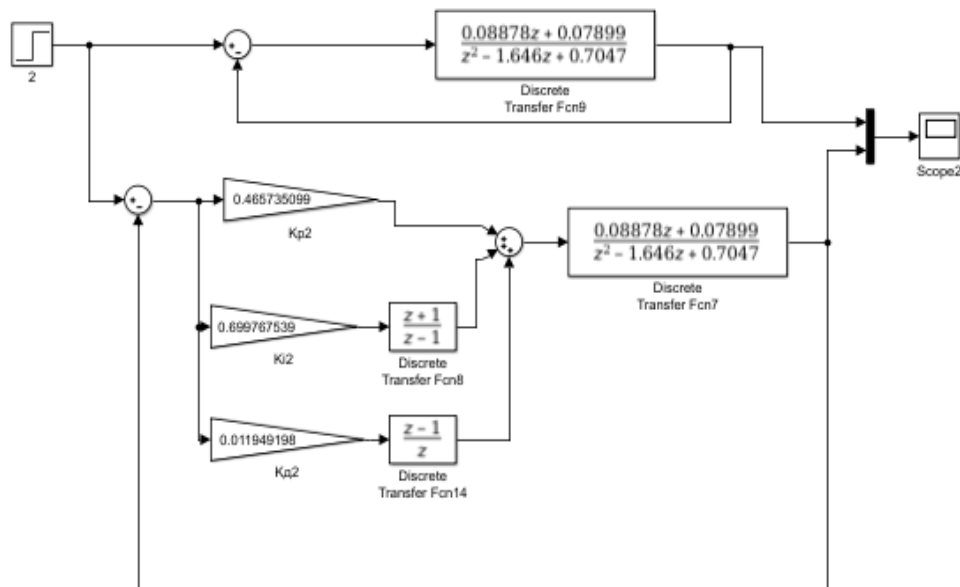 2
+
-
0.08878z + 0.07899
z² − 1.646z + 0.7047
Discrete
Transfer Fcn9
Scope2
+
-
0.465735099
Kp2
+
+
+
0.08878z + 0.07899
z² − 1.646z + 0.7047
Discrete
Transfer Fcn7
0.699767539
Ki2
z + 1
z − 1
Discrete
Transfer Fcn8
0.011949198
Kд2
z − 1
z
Discrete
Transfer Fcn14